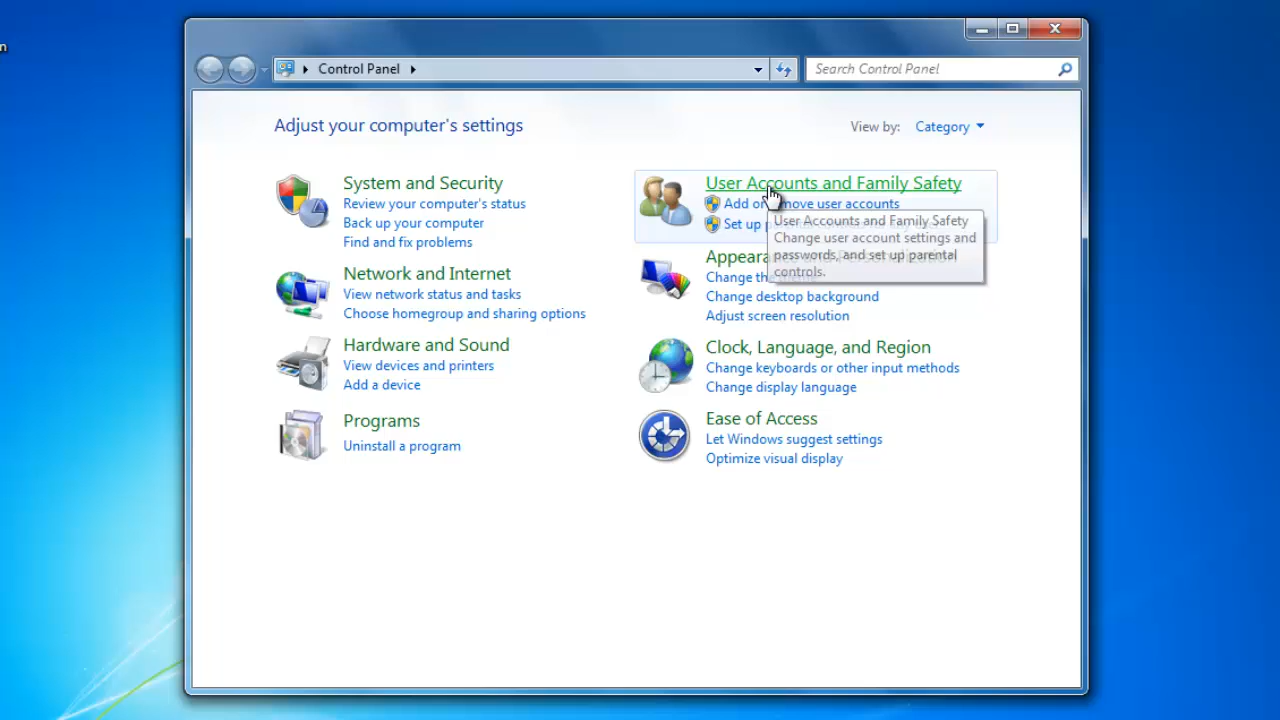 n
Control Panel
Search Control Panel
Adjust your computer's settings
View by: Category
System and Security
Review your computer's status
Back up your computer
Find and fix problems
Network and Internet
View network status and tasks
Choose homegroup and sharing options
Hardware and Sound
View devices and printers
Add a device
Programs
Uninstall a program
User Accounts and Family Safety
Add or move user accounts
Set up
User Accounts and Family Safety
Change user account settings and
passwords, and set up parental
controls.
Appeara
Change the
Change desktop background
Adjust screen resolution
Clock, Language, and Region
Change keyboards or other input methods
Change display language
Ease of Access
Let Windows suggest settings
Optimize visual display